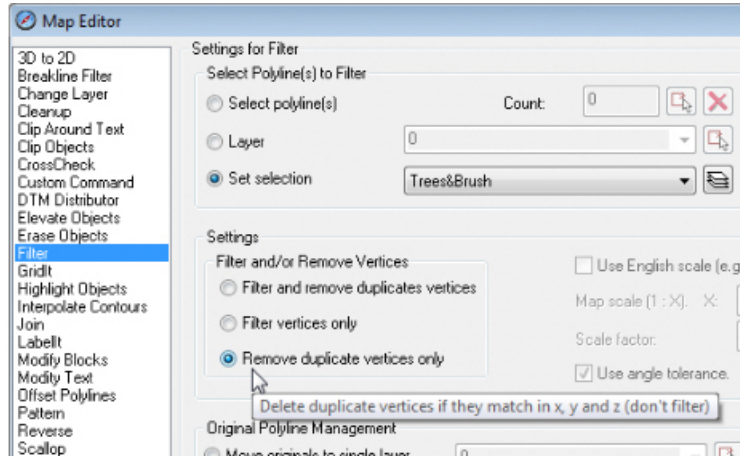 Map Editor
3D to 2D
Breakline Filter
Change Layer
Cleanup
Clip Around Text
Clip Objects
CrossCheck
Custom Command
DTM Distributor
Elevate Objects
Erase Objects
Filter
GridIt
Highlight Objects
Interpolate Contours
Join
LabelIt
Modify Blocks
Modify Text
Offset Polylines
Pattern
Reverse
Scallop
Settings for Filter
Select Polyline(s) to Filter
Select polyline(s) Count: 0
Layer 0
Set selection Trees&Brush
Settings
Filter and/or Remove Vertices
Filter and remove duplicates vertices
Filter vertices only
Remove duplicate vertices only
Use English scale (e.g
Map scale (1 : X). X:
Scale factor:
Use angle tolerance.
Delete duplicate vertices if they match in x, y and z (don't filter)
Original Polyline Management
Move originals to single layer 0